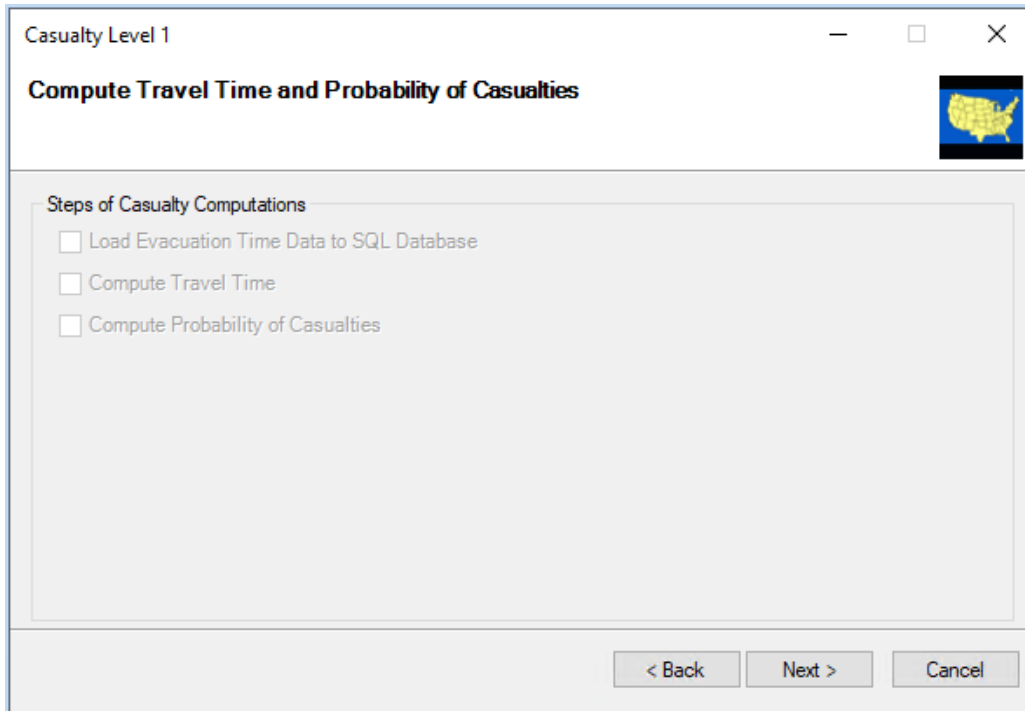 Casualty Level 1
Compute Travel Time and Probability of Casualties
Steps of Casualty Computations
Load Evacuation Time Data to SQL Database
Compute Travel Time
Compute Probability of Casualties
< Back
Next >
Cancel